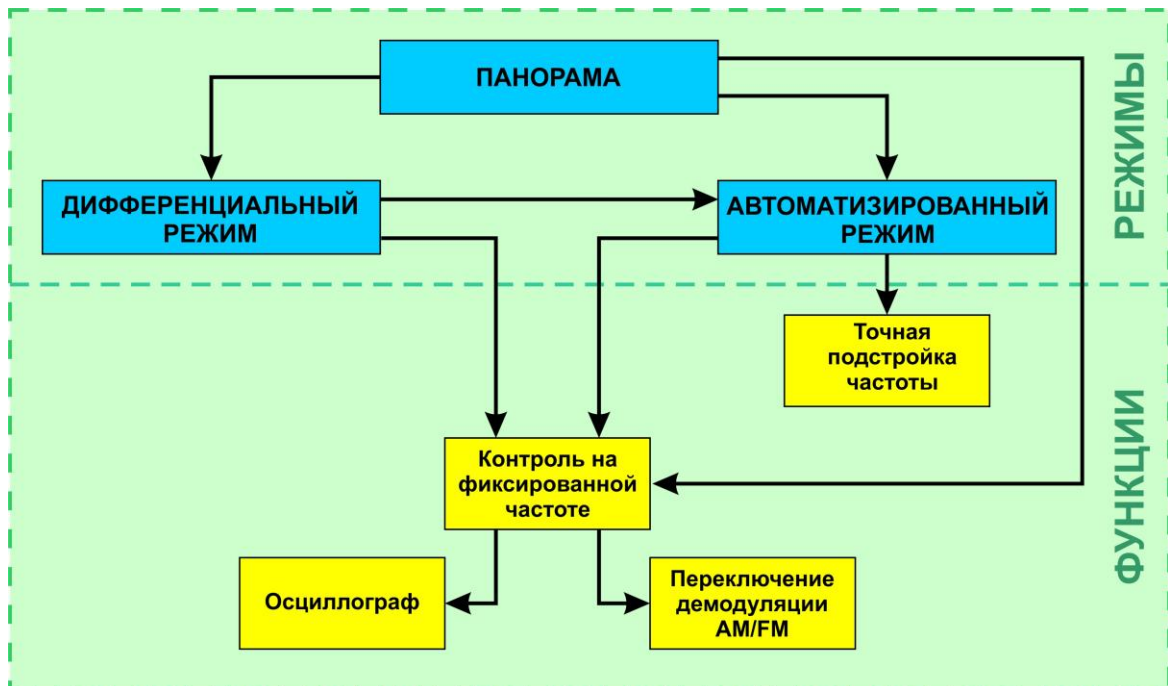 ПАНОРАМА
РЕЖИМЫ
ДИФФЕРЕНЦИАЛЬНЫЙ
РЕЖИМ
АВТОМАТИЗИРОВАННЫЙ
РЕЖИМ
Точная
подстройка
частоты
ФУНКЦИИ
Контроль на
фиксированной
частоте
Осциллограф
Переключение
демодуляции
AM/FM